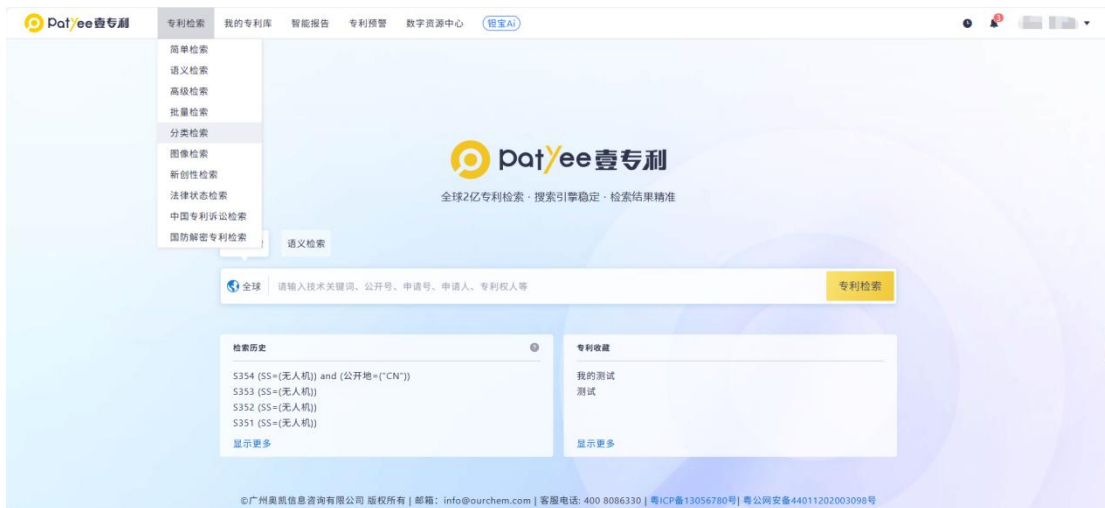 patyee壹专利 专利检索 我的专利库 智能报告 专利预警 数字资源中心 钽宝Ai 3
简单检索
语义检索
高级检索
批量检索
分类检索
图像检索
新创性检索
法律状态检索
中国专利诉讼检索
国防解密专利检索
patyee壹专利
全球2亿专利检索 · 搜索引擎稳定 · 检索结果精准
语义检索
全球 请输入技术关键词、公开号、申请号、申请人、专利权人等 专利检索
检索历史
S354 (SS=(无人机)) and (公开地=("CN"))
S353 (SS=(无人机))
S352 (SS=(无人机))
S351 (SS=(无人机))
显示更多
专利收藏
我的测试
测试
显示更多
©广州奥凯信息咨询有限公司 版权所有 | 邮箱：info@ourchem.com | 客服电话: 400 8086330 | 粤ICP备13056780号| 粤公网安备44011202003098号